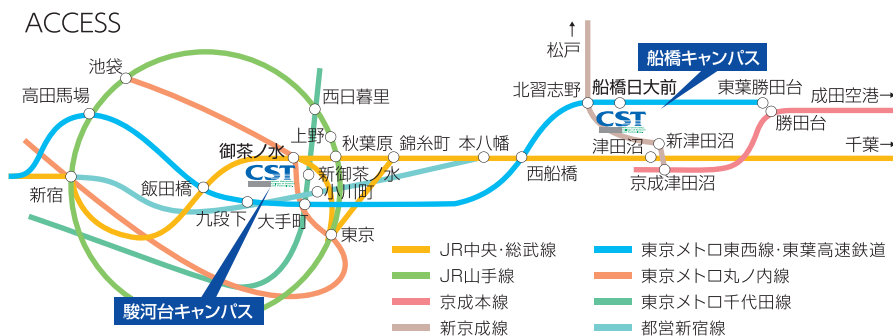 ACCESS
↑
松戸
船橋キャンパス
池袋
高田馬場
西日暮里
北習志野
船橋日大前
東葉勝田台
成田空港→
上野
CST
勝田台
御茶ノ水
秋葉原
錦糸町
本八幡
津田沼
新津田沼
千葉→
CST
新御茶ノ水
新宿
飯田橋
小川町
西船橋
京成津田沼
九段下
大手町
東京
JR中央・総武線
東京メトロ東西線・東葉高速鉄道
JR山手線
東京メトロ丸ノ内線
京成本線
東京メトロ千代田線
新京成線
都営新宿線
駿河台キャンパス